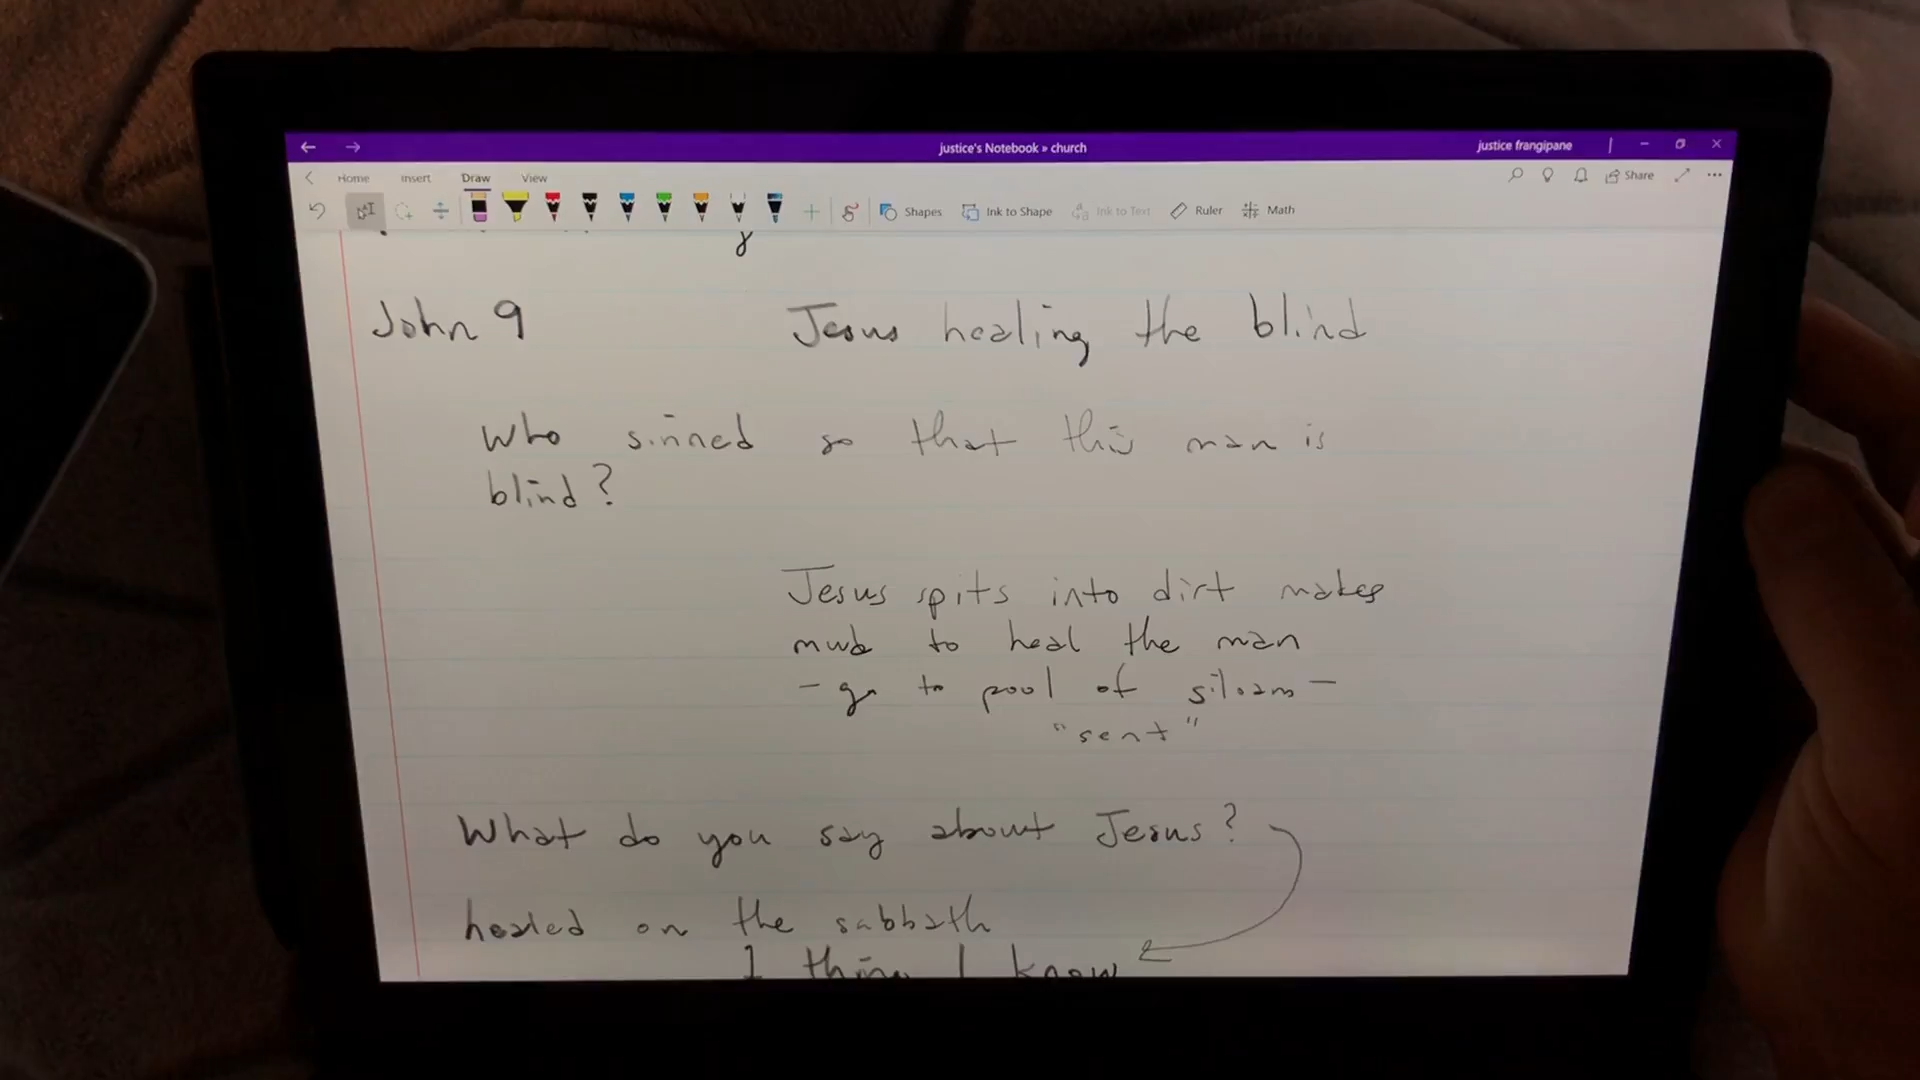 justice's Notebook » church
justice frangipane
Home Insert Draw View
Share
Shapes Ink to Shape Ink to Text Ruler Math
John 9 Jesus healing the blind
Who sinned so that this man is
blind?
Jesus spits into dirt makes
mud to heal the man
- go to pool of siloam -
"sent"
What do you say about Jesus?
healed on the sabbath
1 thing I know